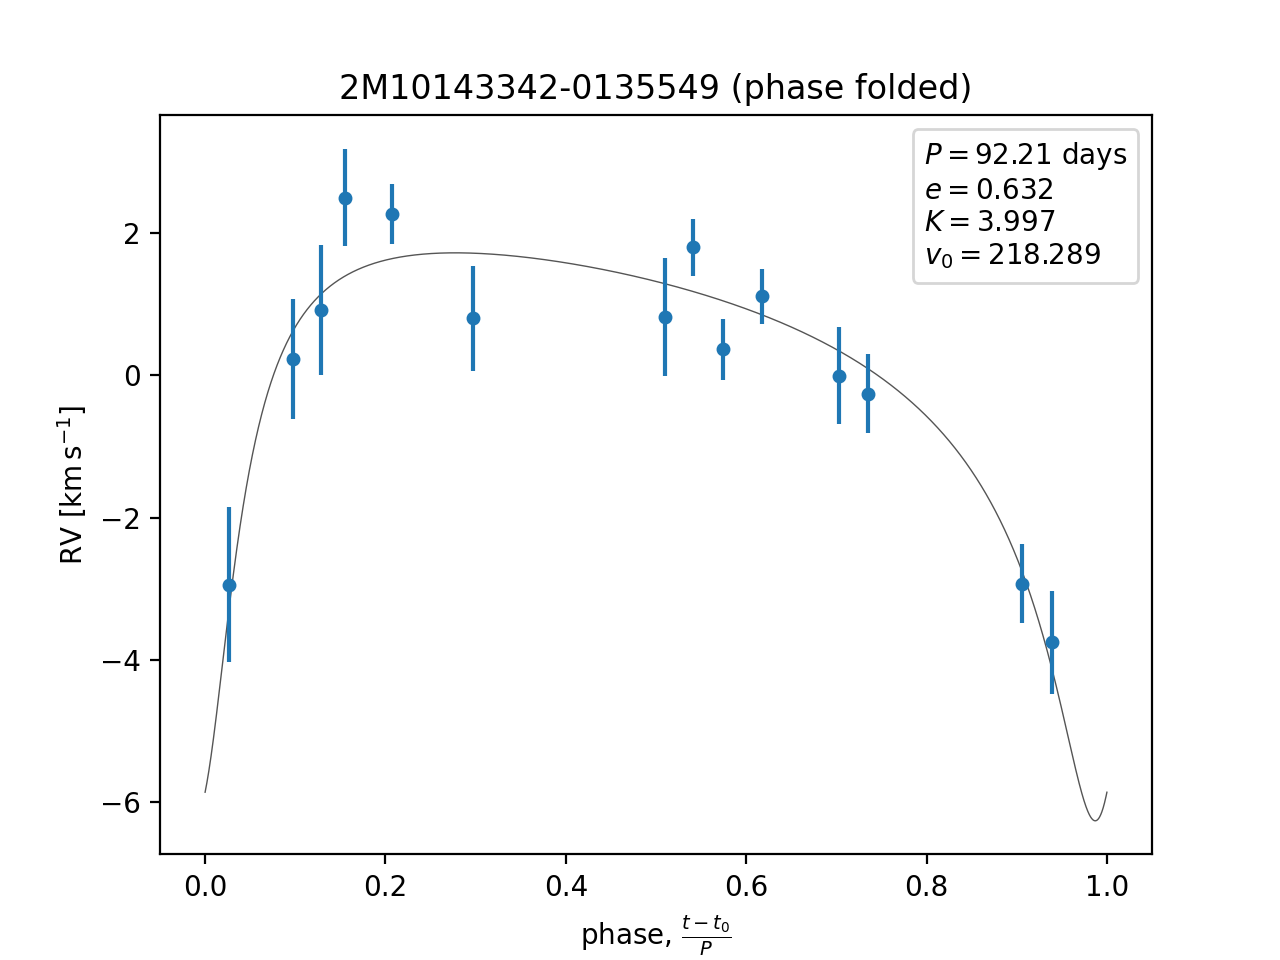 2M10143342-0135549 (phase folded)
P = 92.21 days
e = 0.632
K = 3.997
v₀ = 218.289
RV [km s⁻¹]
2
0
−2
−4
−6
0.0 0.2 0.4 0.6 0.8 1.0
phase, (t − t₀)/P